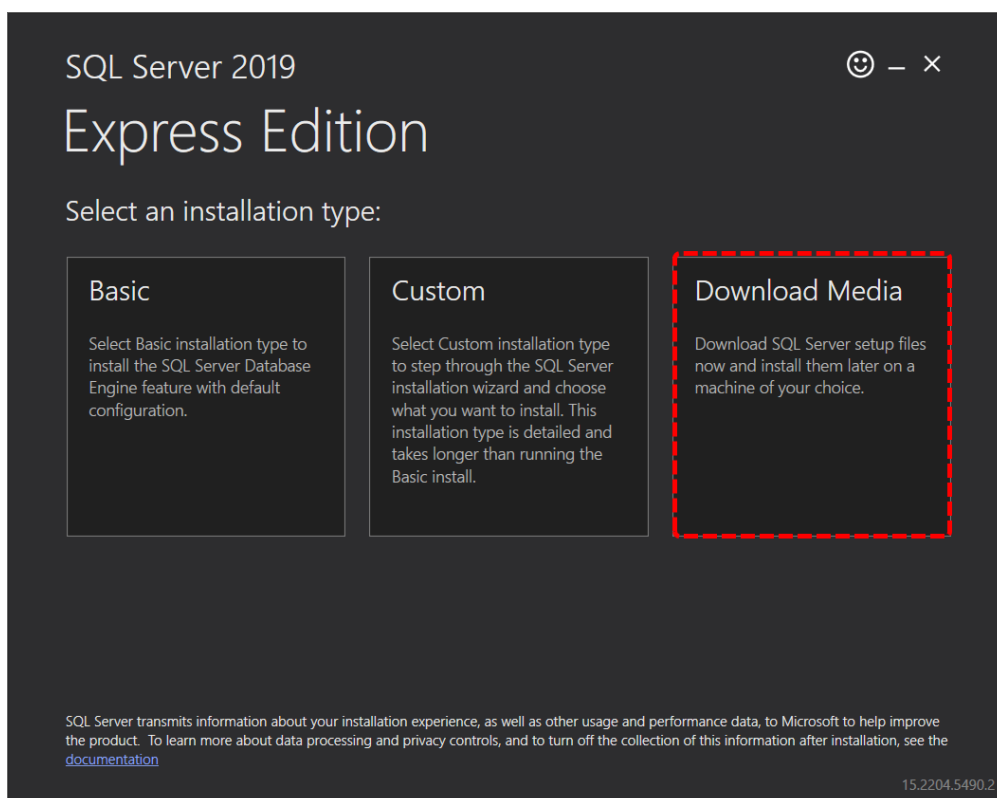 SQL Server 2019
Express Edition
Select an installation type:
Basic
Select Basic installation type to
install the SQL Server Database
Engine feature with default
configuration.
Custom
Select Custom installation type
to step through the SQL Server
installation wizard and choose
what you want to install. This
installation type is detailed and
takes longer than running the
Basic install.
Download Media
Download SQL Server setup files
now and install them later on a
machine of your choice.
SQL Server transmits information about your installation experience, as well as other usage and performance data, to Microsoft to help improve
the product.  To learn more about data processing and privacy controls, and to turn off the collection of this information after installation, see the
documentation
15.2204.5490.2